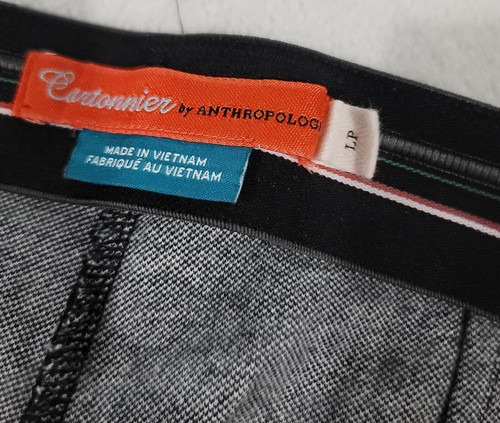 Cartonnier by ANTHROPOLOGI
LP
MADE IN VIETNAM
FABRIQUÉ AU VIETNAM